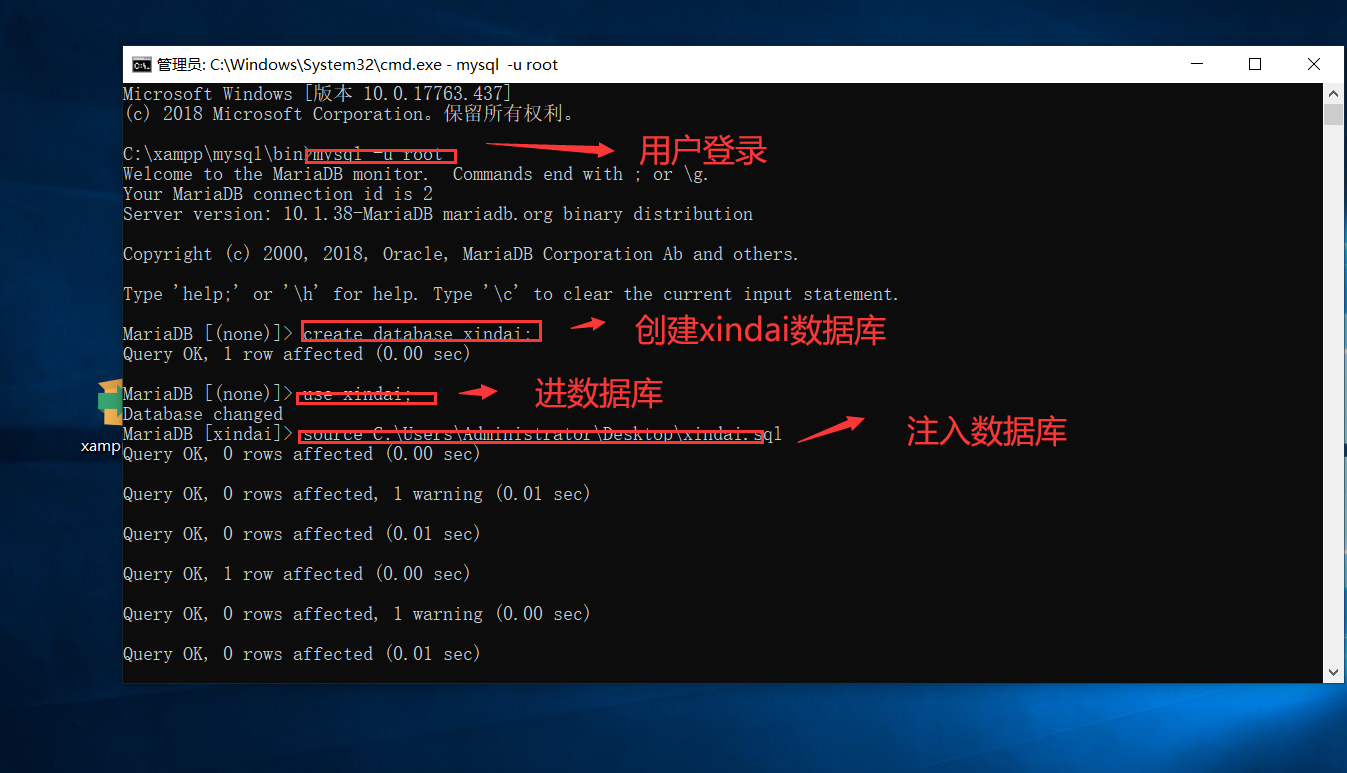 管理员: C:\Windows\System32\cmd.exe - mysql  -u root
Microsoft Windows [版本 10.0.17763.437]
(c) 2018 Microsoft Corporation。保留所有权利。
C:\xampp\mysql\bin>mysql -u root
用户登录
Welcome to the MariaDB monitor.  Commands end with ; or \g.
Your MariaDB connection id is 2
Server version: 10.1.38-MariaDB mariadb.org binary distribution
Copyright (c) 2000, 2018, Oracle, MariaDB Corporation Ab and others.
Type 'help;' or '\h' for help. Type '\c' to clear the current input statement.
MariaDB [(none)]> create database xindai;
创建xindai数据库
Query OK, 1 row affected (0.00 sec)
MariaDB [(none)]> use xindai;
进数据库
Database changed
MariaDB [xindai]> source C:\Users\Administrator\Desktop\xindai.sql
注入数据库
xamp
Query OK, 0 rows affected (0.00 sec)
Query OK, 0 rows affected, 1 warning (0.01 sec)
Query OK, 0 rows affected (0.01 sec)
Query OK, 1 row affected (0.00 sec)
Query OK, 0 rows affected, 1 warning (0.00 sec)
Query OK, 0 rows affected (0.01 sec)